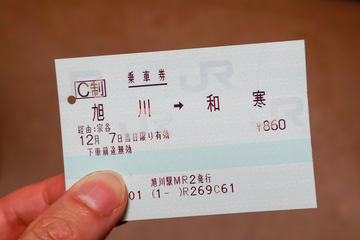 乗車券
C制
旭川 → 和寒
経由:宗谷
¥860
12月 7日当日限り有効
下車前途無効
旭川駅MR2発行
01 (1- )R269C61